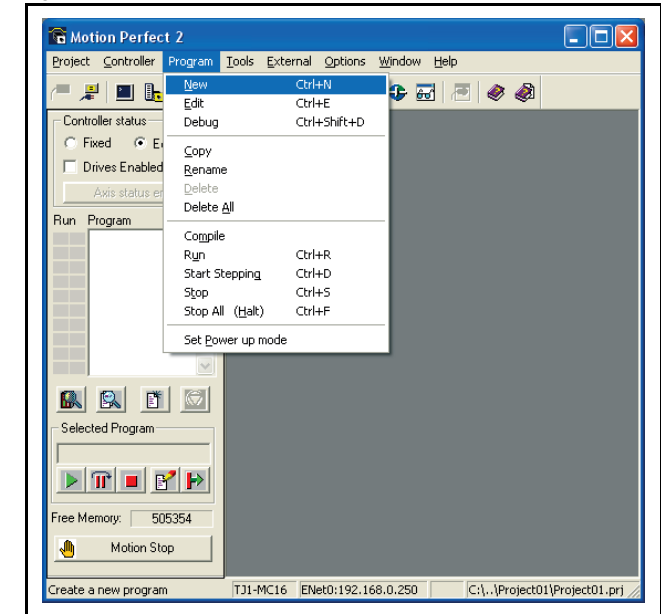 Motion Perfect 2
Project Controller Program Tools External Options Window Help
New Ctrl+N
Edit Ctrl+E
Debug Ctrl+Shift+D
Copy
Rename
Delete
Delete All
Compile
Run Ctrl+R
Start Stepping Ctrl+D
Stop Ctrl+S
Stop All (Halt) Ctrl+F
Set Power up mode
Controller status
Fixed E
Drives Enabled
Axis status er
Run Program
Selected Program
Free Memory: 505354
Motion Stop
Create a new program TJ1-MC16 ENet0:192.168.0.250 C:\..\Project01\Project01.prj